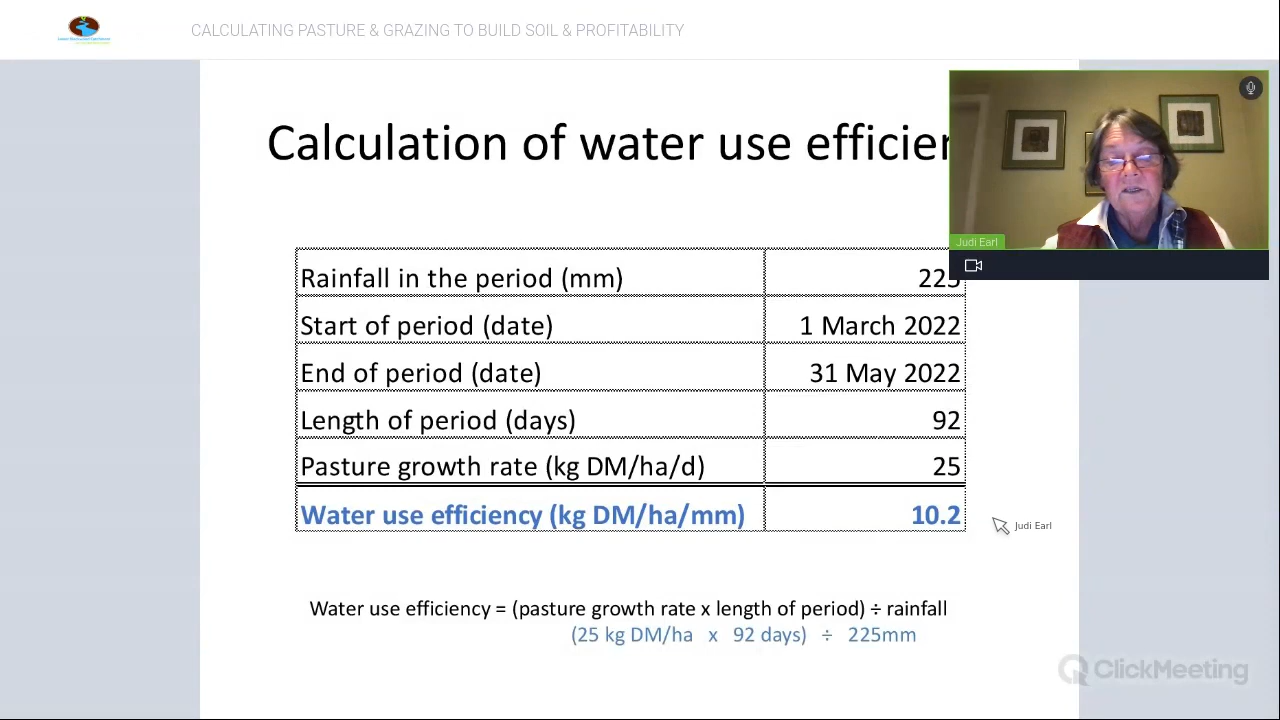 CALCULATING PASTURE & GRAZING TO BUILD SOIL & PROFITABILITY
Calculation of water use efficien
Judi Earl
Rainfall in the period (mm) 225
Start of period (date) 1 March 2022
End of period (date) 31 May 2022
Length of period (days) 92
Pasture growth rate (kg DM/ha/d) 25
Water use efficiency (kg DM/ha/mm) 10.2
Judi Earl
Water use efficiency = (pasture growth rate x length of period) ÷ rainfall
(25 kg DM/ha x 92 days) ÷ 225mm
ClickMeeting